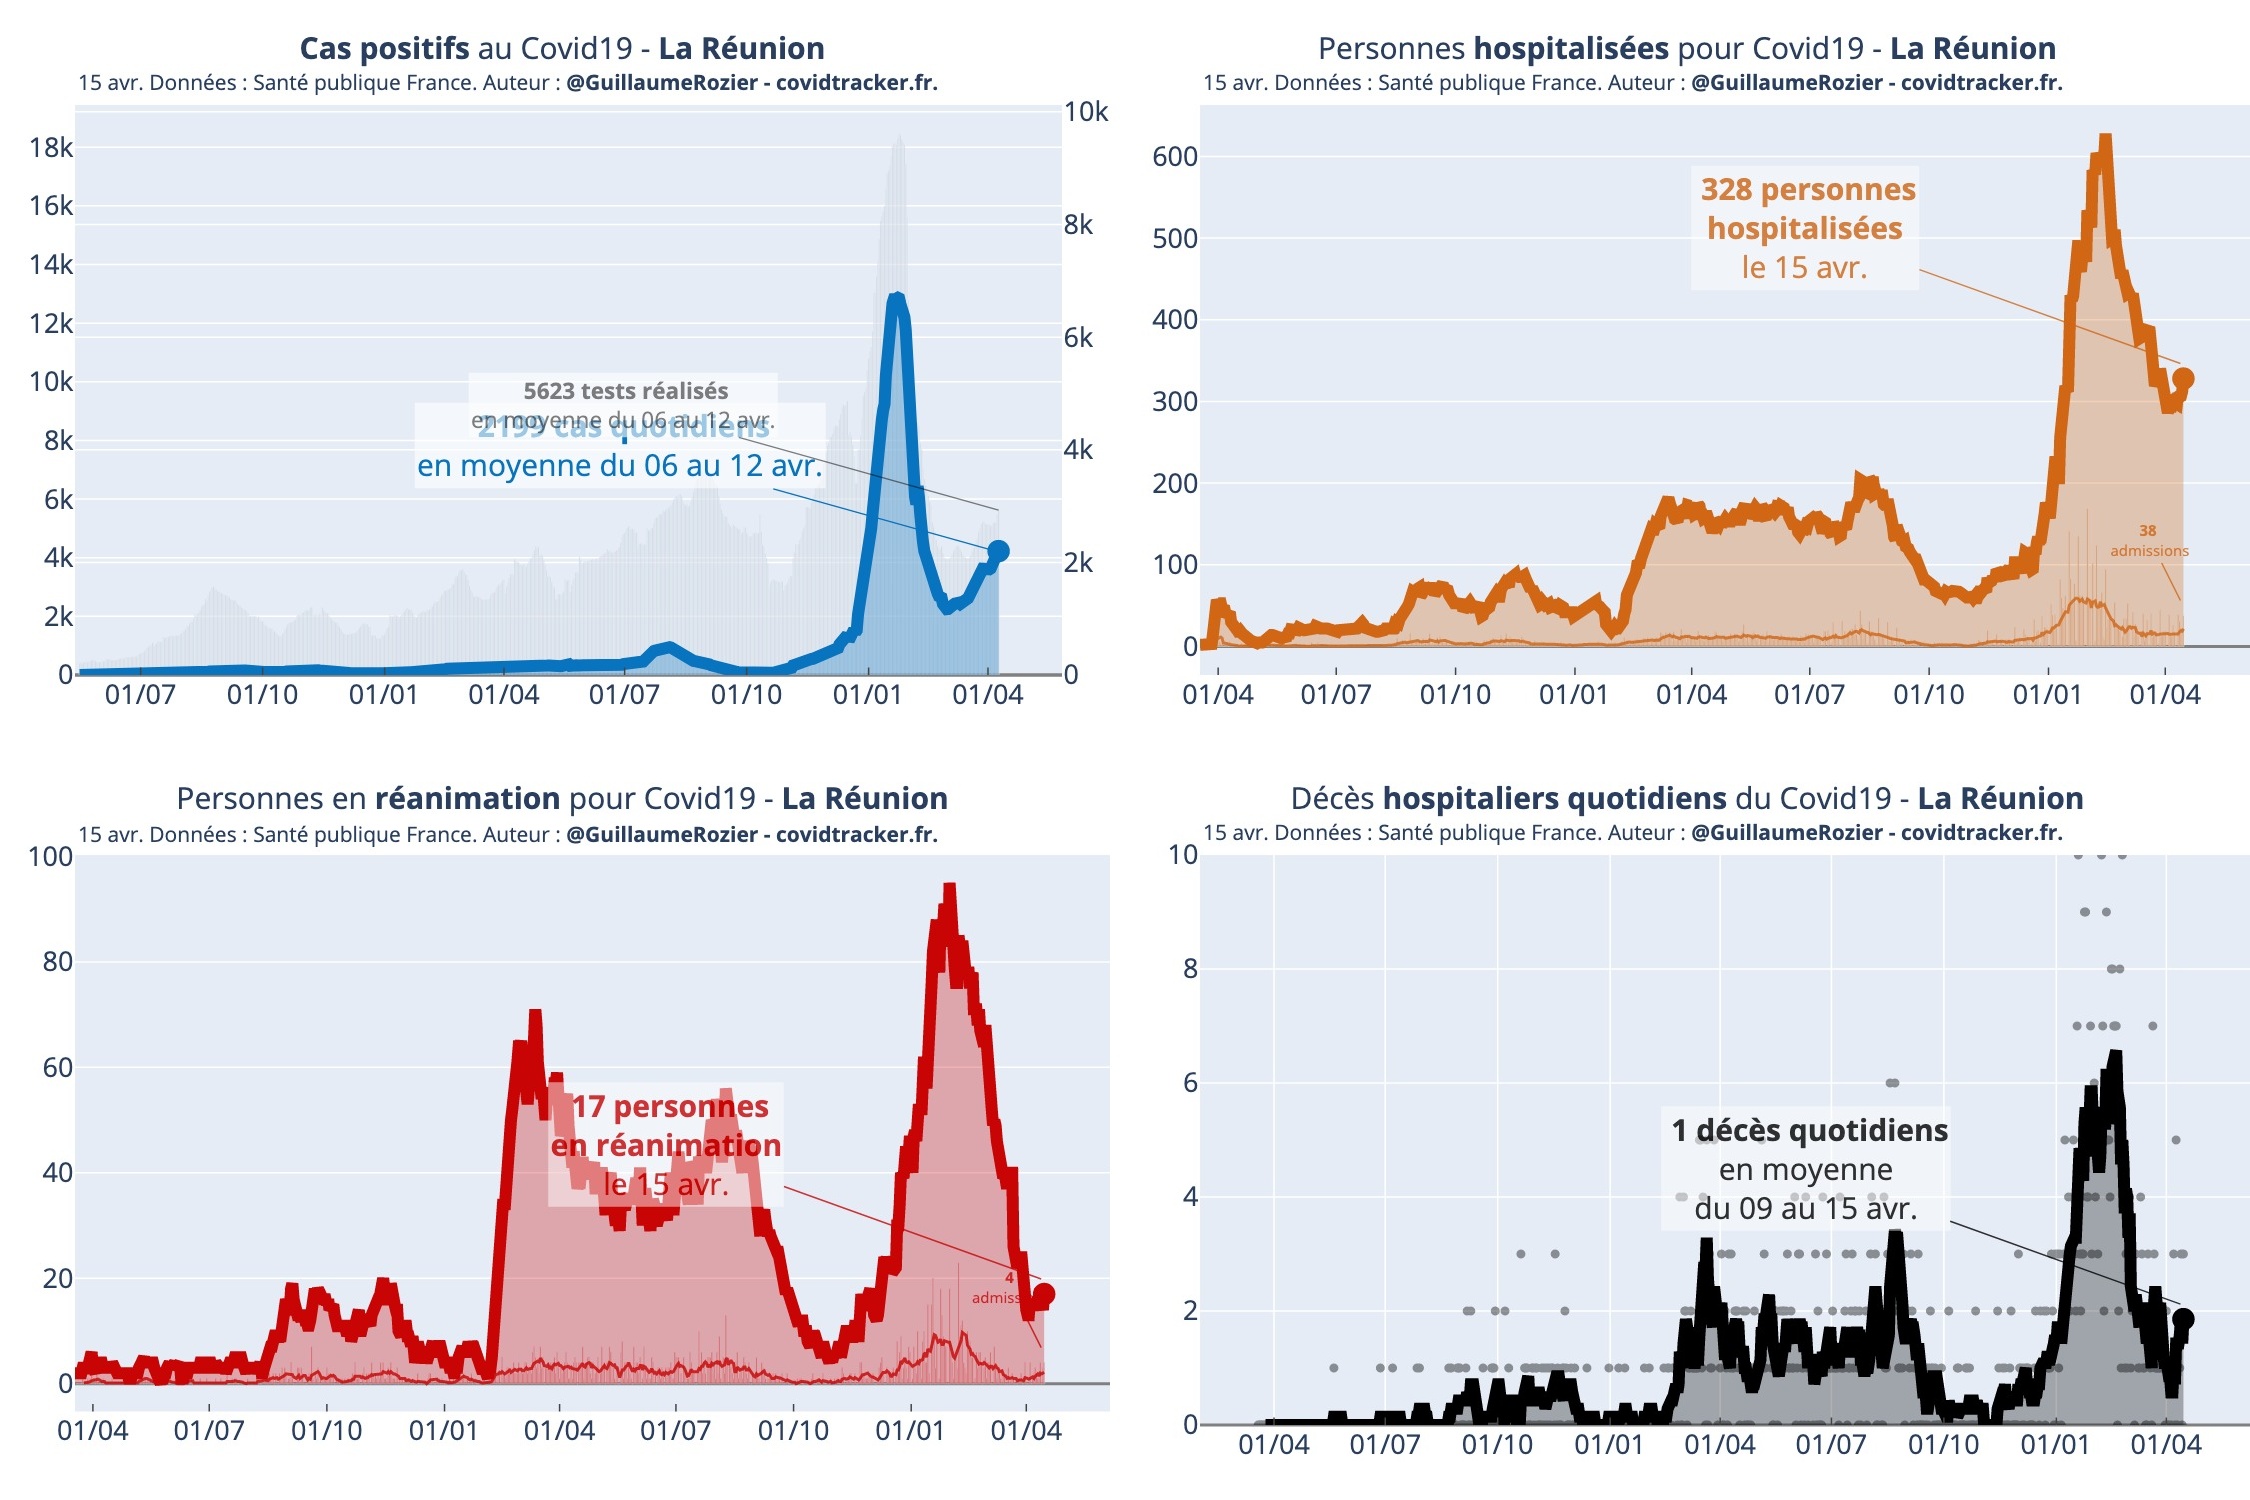 Cas positifs au Covid19 - La Réunion
15 avr. Données : Santé publique France. Auteur : @GuillaumeRozier - covidtracker.fr.
10k
18k
16k
8k
14k
12k
6k
10k
5623 tests réalisés
en moyenne du 06 au 12 avr.
2199 cas quotidiens
8k
4k
en moyenne du 06 au 12 avr.
6k
4k
2k
2k
0
0
01/07 01/10 01/01 01/04 01/07 01/10 01/01 01/04
Personnes hospitalisées pour Covid19 - La Réunion
15 avr. Données : Santé publique France. Auteur : @GuillaumeRozier - covidtracker.fr.
600
328 personnes
hospitalisées
le 15 avr.
500
400
300
200
38
admissions
100
0
01/04 01/07 01/10 01/01 01/04 01/07 01/10 01/01 01/04
Personnes en réanimation pour Covid19 - La Réunion
15 avr. Données : Santé publique France. Auteur : @GuillaumeRozier - covidtracker.fr.
100
80
60
17 personnes
en réanimation
le 15 avr.
40
20
4
0
01/04 01/07 01/10 01/01 01/04 01/07 01/10 01/01 01/04
Décès hospitaliers quotidiens du Covid19 - La Réunion
15 avr. Données : Santé publique France. Auteur : @GuillaumeRozier - covidtracker.fr.
10
8
6
1 décès quotidiens
en moyenne
du 09 au 15 avr.
4
2
0
01/04 01/07 01/10 01/01 01/04 01/07 01/10 01/01 01/04